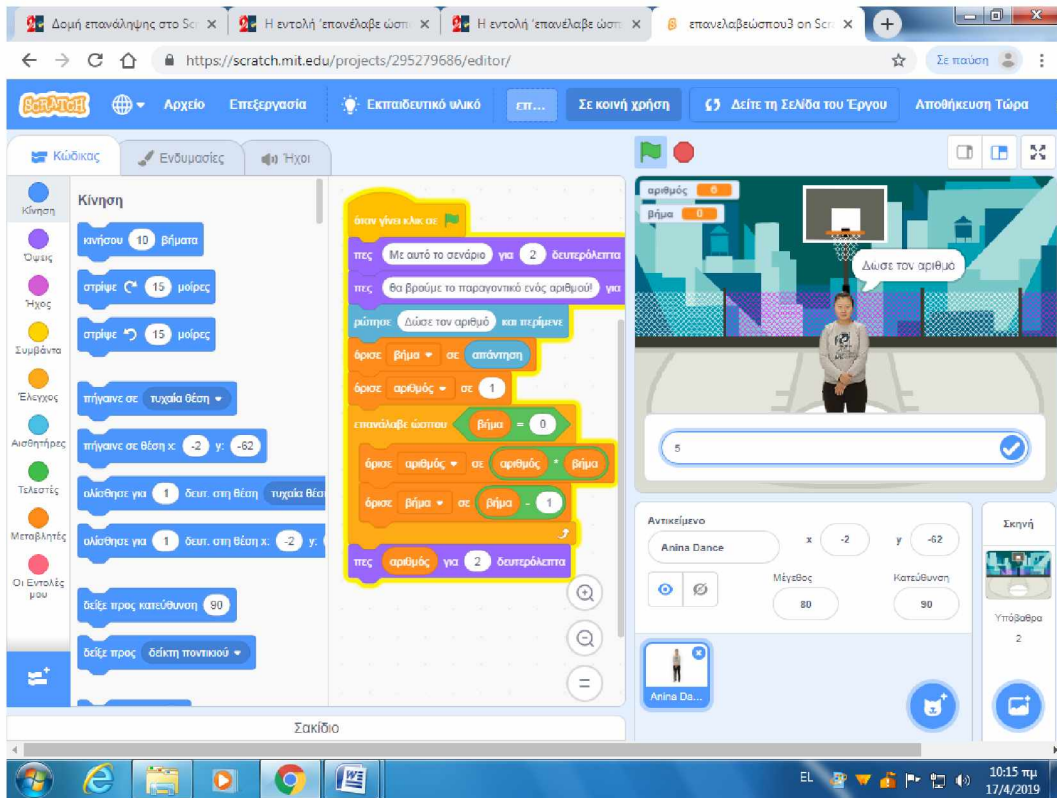 Δομή επανάληψης στο Sc
Η εντολή 'επανέλαβε ώσπ
Η εντολή 'επανέλαβε ώσπ
επανελαβεώσπου3 on Scr
https://scratch.mit.edu/projects/295279686/editor/
Σε παύση
SCRATCH
Αρχείο
Επεξεργασία
Εκπαιδευτικό υλικό
επ...
Σε κοινή χρήση
Δείτε τη Σελίδα του Έργου
Αποθήκευση Τώρα
Κώδικας
Ενδυμασίες
Ήχοι
Κίνηση
Όψεις
Ήχος
Συμβάντα
Έλεγχος
Αισθητήρες
Τελεστές
Μεταβλητές
Οι Εντολές μου
Κίνηση
κινήσου 10 βήματα
στρίψε 15 μοίρες
στρίψε 15 μοίρες
πήγαινε σε τυχαία θέση
πήγαινε σε θέση x: -2 y: -62
ολίσθησε για 1 δευτ. στη θέση τυχαία θέσ
ολίσθησε για 1 δευτ. στη θέση x: -2 y:
δείξε προς κατεύθυνση 90
δείξε προς δείκτη ποντικιού
όταν γίνει κλικ σε
πες Με αυτό το σενάριο για 2 δευτερόλεπτα
πες θα βρούμε το παραγοντικό ενός αριθμού! για
ρώτησε Δώσε τον αριθμό και περίμενε
όρισε βήμα σε απάντηση
όρισε αριθμός σε 1
επανάλαβε ώσπου βήμα = 0
όρισε αριθμός σε αριθμός * βήμα
όρισε βήμα σε βήμα - 1
πες αριθμός για 2 δευτερόλεπτα
αριθμός
βήμα 0
Δώσε τον αριθμό
5
Αντικείμενο
Anina Dance
x -2 y -62
Μέγεθος
80
Κατεύθυνση
90
Anina Da...
Σκηνή
Υπόβαθρα
2
Σακίδιο
EL
10:15 πμ
17/4/2019